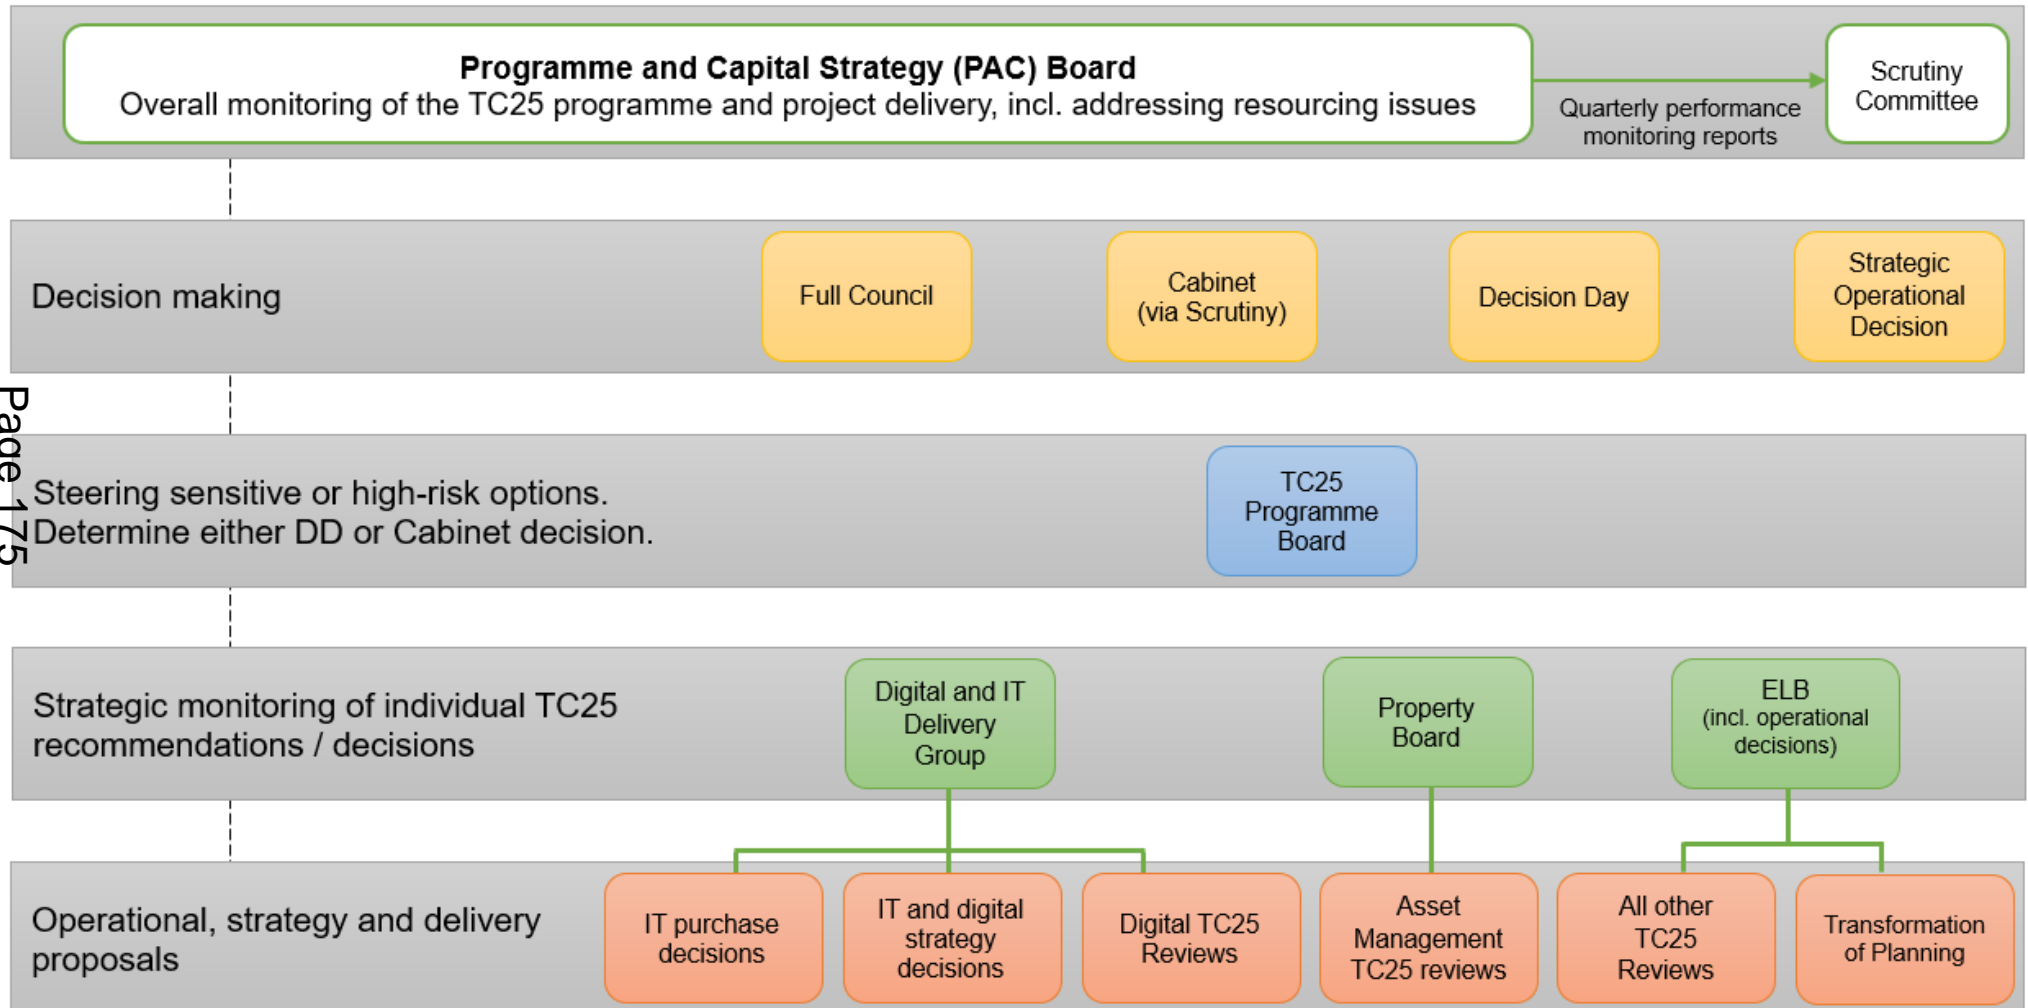 Programme and Capital Strategy (PAC) Board
Overall monitoring of the TC25 programme and project delivery, incl. addressing resourcing issues
Quarterly performance
monitoring reports
Scrutiny
Committee
Decision making
Full Council
Cabinet
(via Scrutiny)
Decision Day
Strategic
Operational
Decision
Page 175
Steering sensitive or high-risk options.
Determine either DD or Cabinet decision.
TC25
Programme
Board
Strategic monitoring of individual TC25
recommendations / decisions
Digital and IT
Delivery
Group
Property
Board
ELB
(incl. operational
decisions)
Operational, strategy and delivery
proposals
IT purchase
decisions
IT and digital
strategy
decisions
Digital TC25
Reviews
Asset
Management
TC25 reviews
All other
TC25
Reviews
Transformation
of Planning